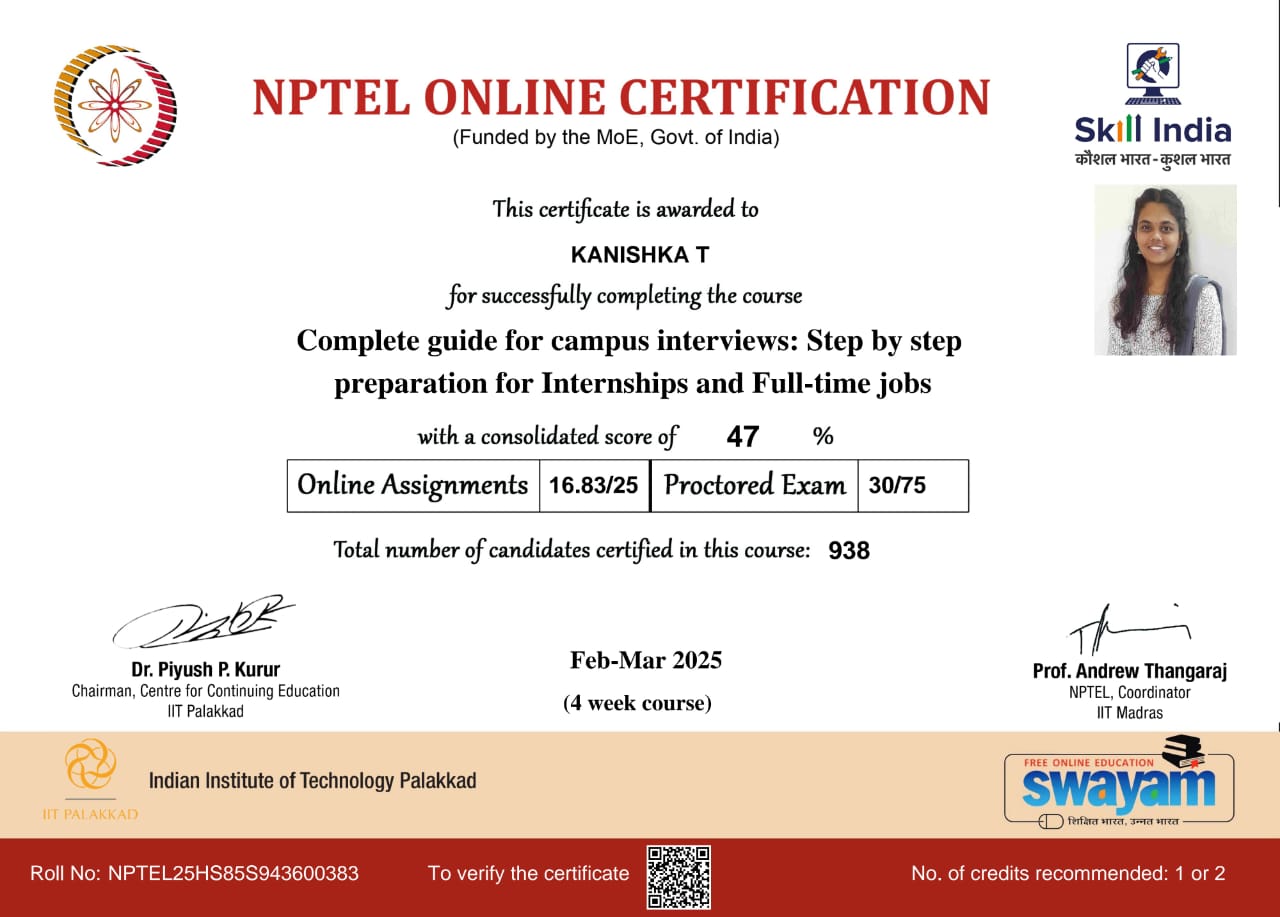 NPTEL ONLINE CERTIFICATION
(Funded by the MoE, Govt. of India)
Skill India
कौशल भारत - कुशल भारत
This certificate is awarded to
KANISHKA T
for successfully completing the course
Complete guide for campus interviews: Step by step
preparation for Internships and Full-time jobs
with a consolidated score of 47 %
Online Assignments 16.83/25 Proctored Exam 30/75
Total number of candidates certified in this course: 938
Dr. Piyush P. Kurur
Chairman, Centre for Continuing Education
IIT Palakkad
Feb-Mar 2025
(4 week course)
Prof. Andrew Thangaraj
NPTEL, Coordinator
IIT Madras
IIT PALAKKAD
Indian Institute of Technology Palakkad
FREE ONLINE EDUCATION
swayam
शिक्षित भारत, उन्नत भारत
Roll No: NPTEL25HS85S943600383
To verify the certificate
No. of credits recommended: 1 or 2